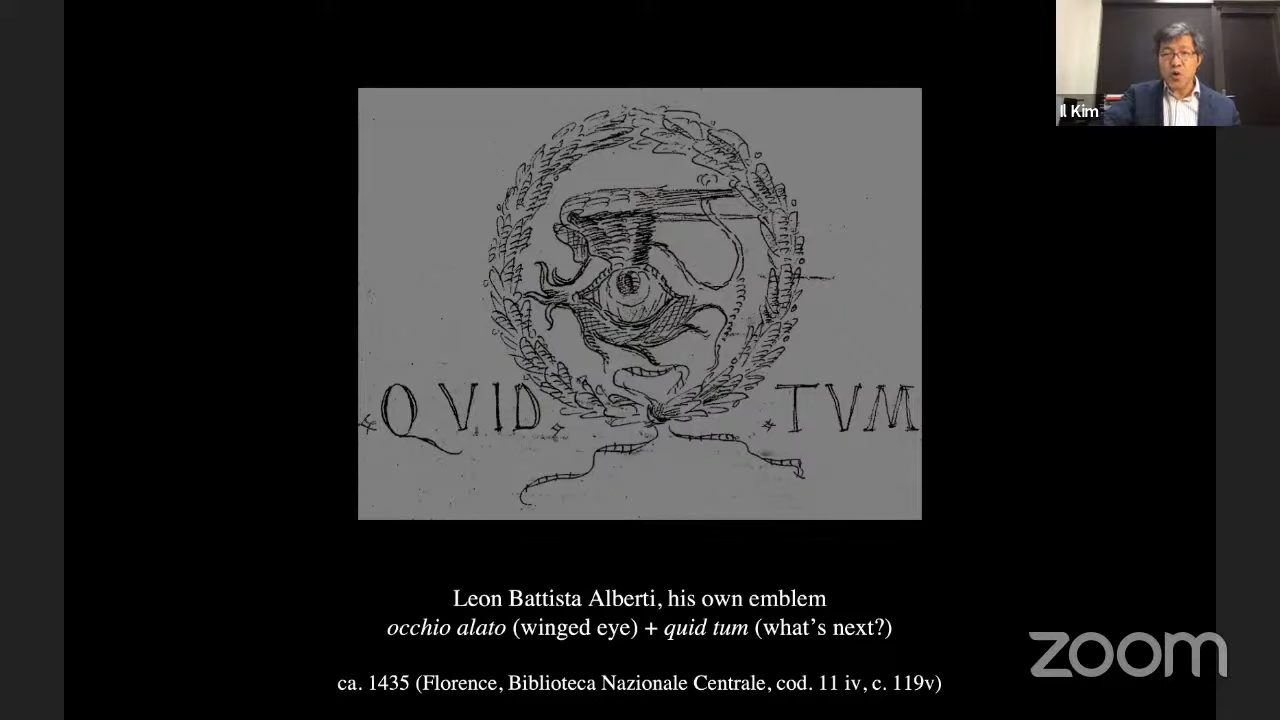 Il Kim
QVID TVM
Leon Battista Alberti, his own emblem
occhio alato (winged eye) + quid tum (what’s next?)
ca. 1435 (Florence, Biblioteca Nazionale Centrale, cod. 11 iv, c. 119v)
zoom